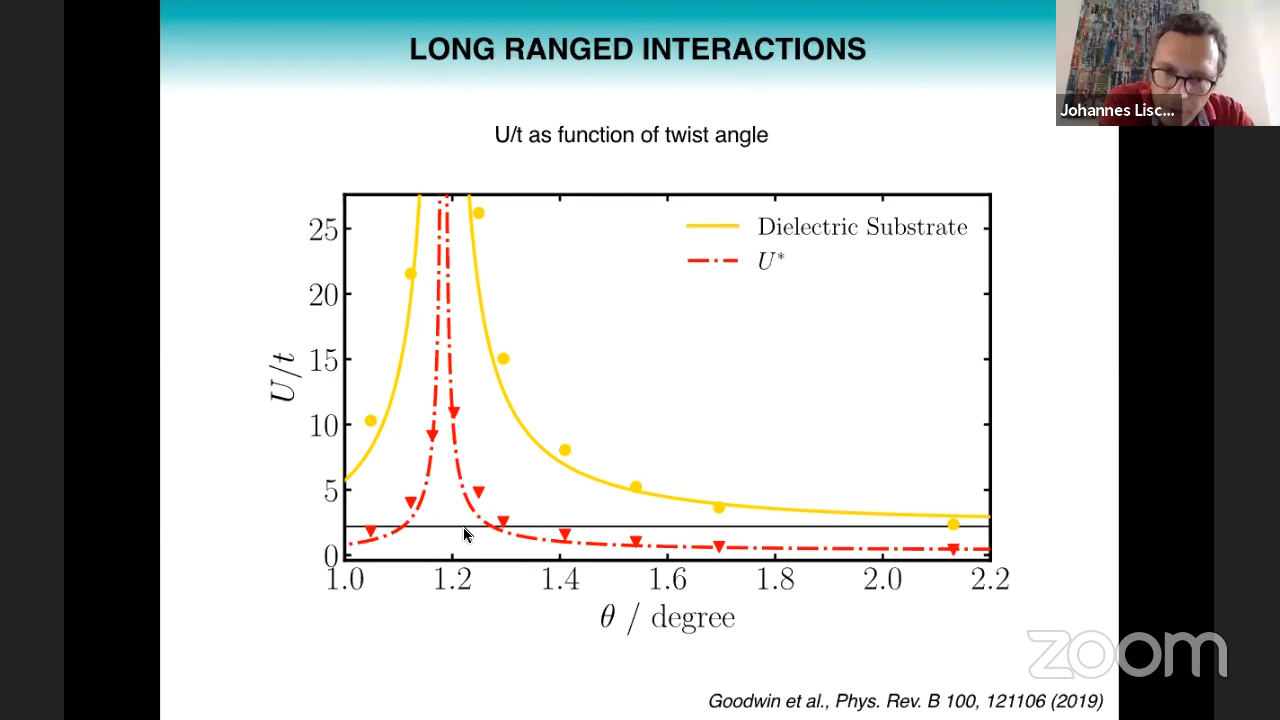 LONG RANGED INTERACTIONS
Johannes Lisc...
U/t as function of twist angle
Dielectric Substrate
U*
25
20
15
10
5
0
U/t
1.0 1.2 1.4 1.6 1.8 2.0 2.2
θ / degree
zoom
Goodwin et al., Phys. Rev. B 100, 121106 (2019)